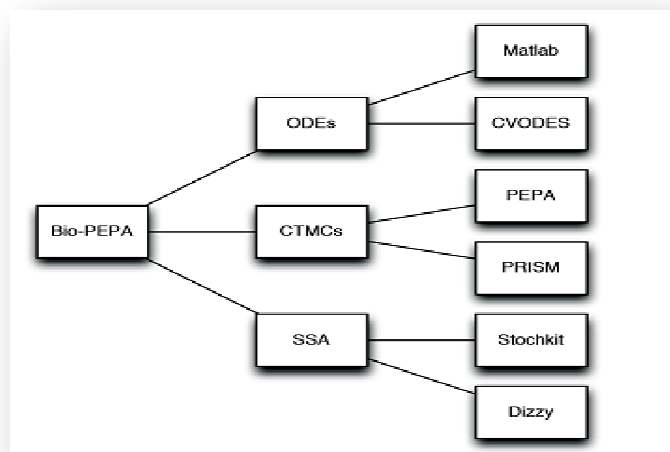 Matlab
ODEs
CVODES
PEPA
Bio-PEPA
CTMCs
PRISM
SSA
Stochkit
Dizzy